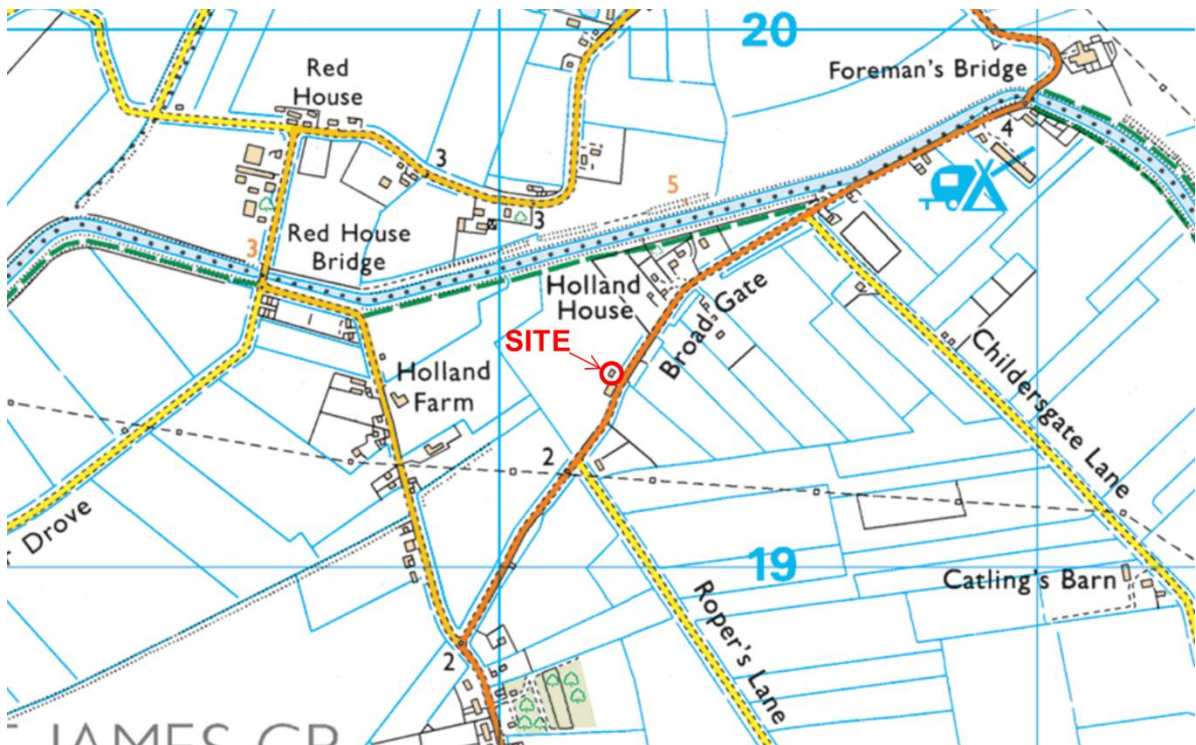 20
Foreman's Bridge
Red
House
4
3
5
3
3
Red House
Bridge
Holland
House
Broad Gate
SITE
Holland
Farm
Childersgate Lane
2
Drove
19
Catling's Barn
Roper's Lane
2
JAMES CP